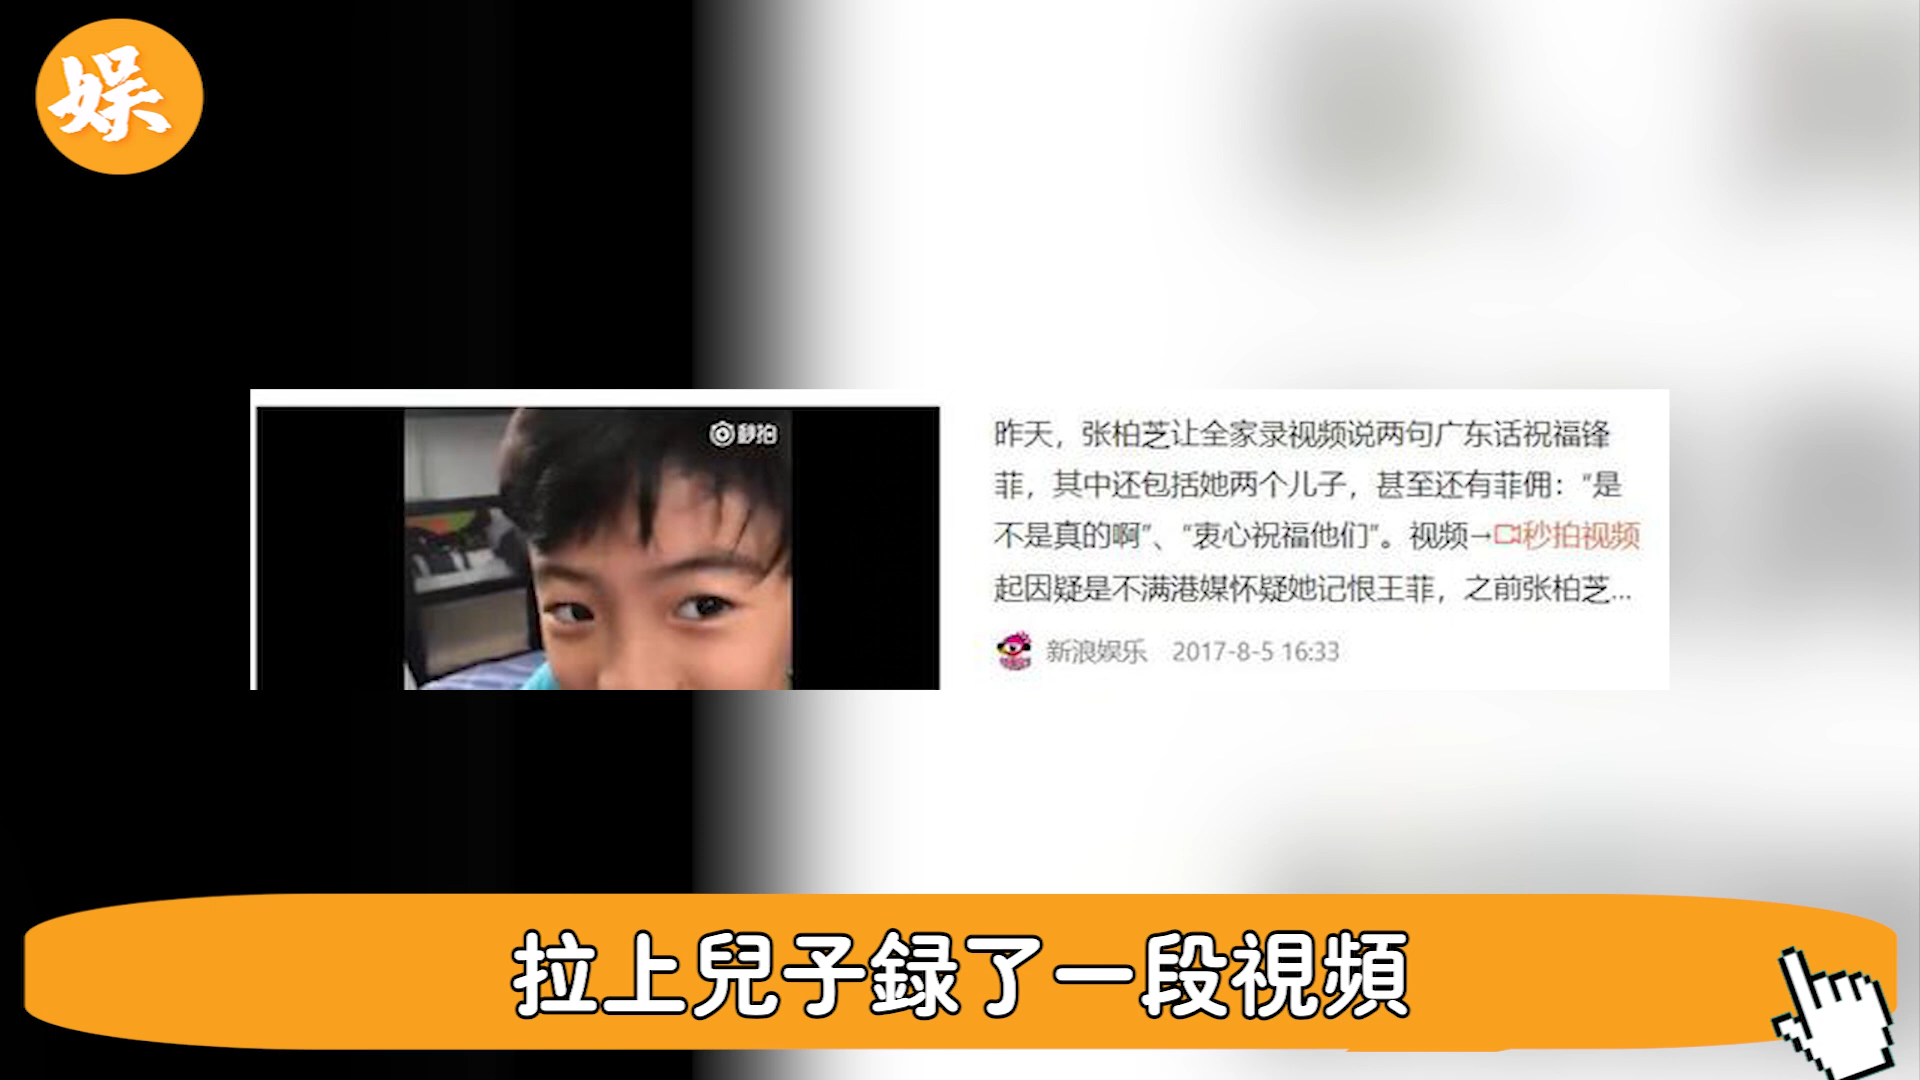 娱
秒拍
昨天，张柏芝让全家录视频说两句广东话祝福锋
菲，其中还包括她两个儿子，甚至还有菲佣：“是
不是真的啊”、“衷心祝福他们”。视频→秒拍视频
起因疑是不满港媒怀疑她记恨王菲，之前张柏芝...
新浪娱乐 2017-8-5 16:33
拉上兒子録了一段視頻